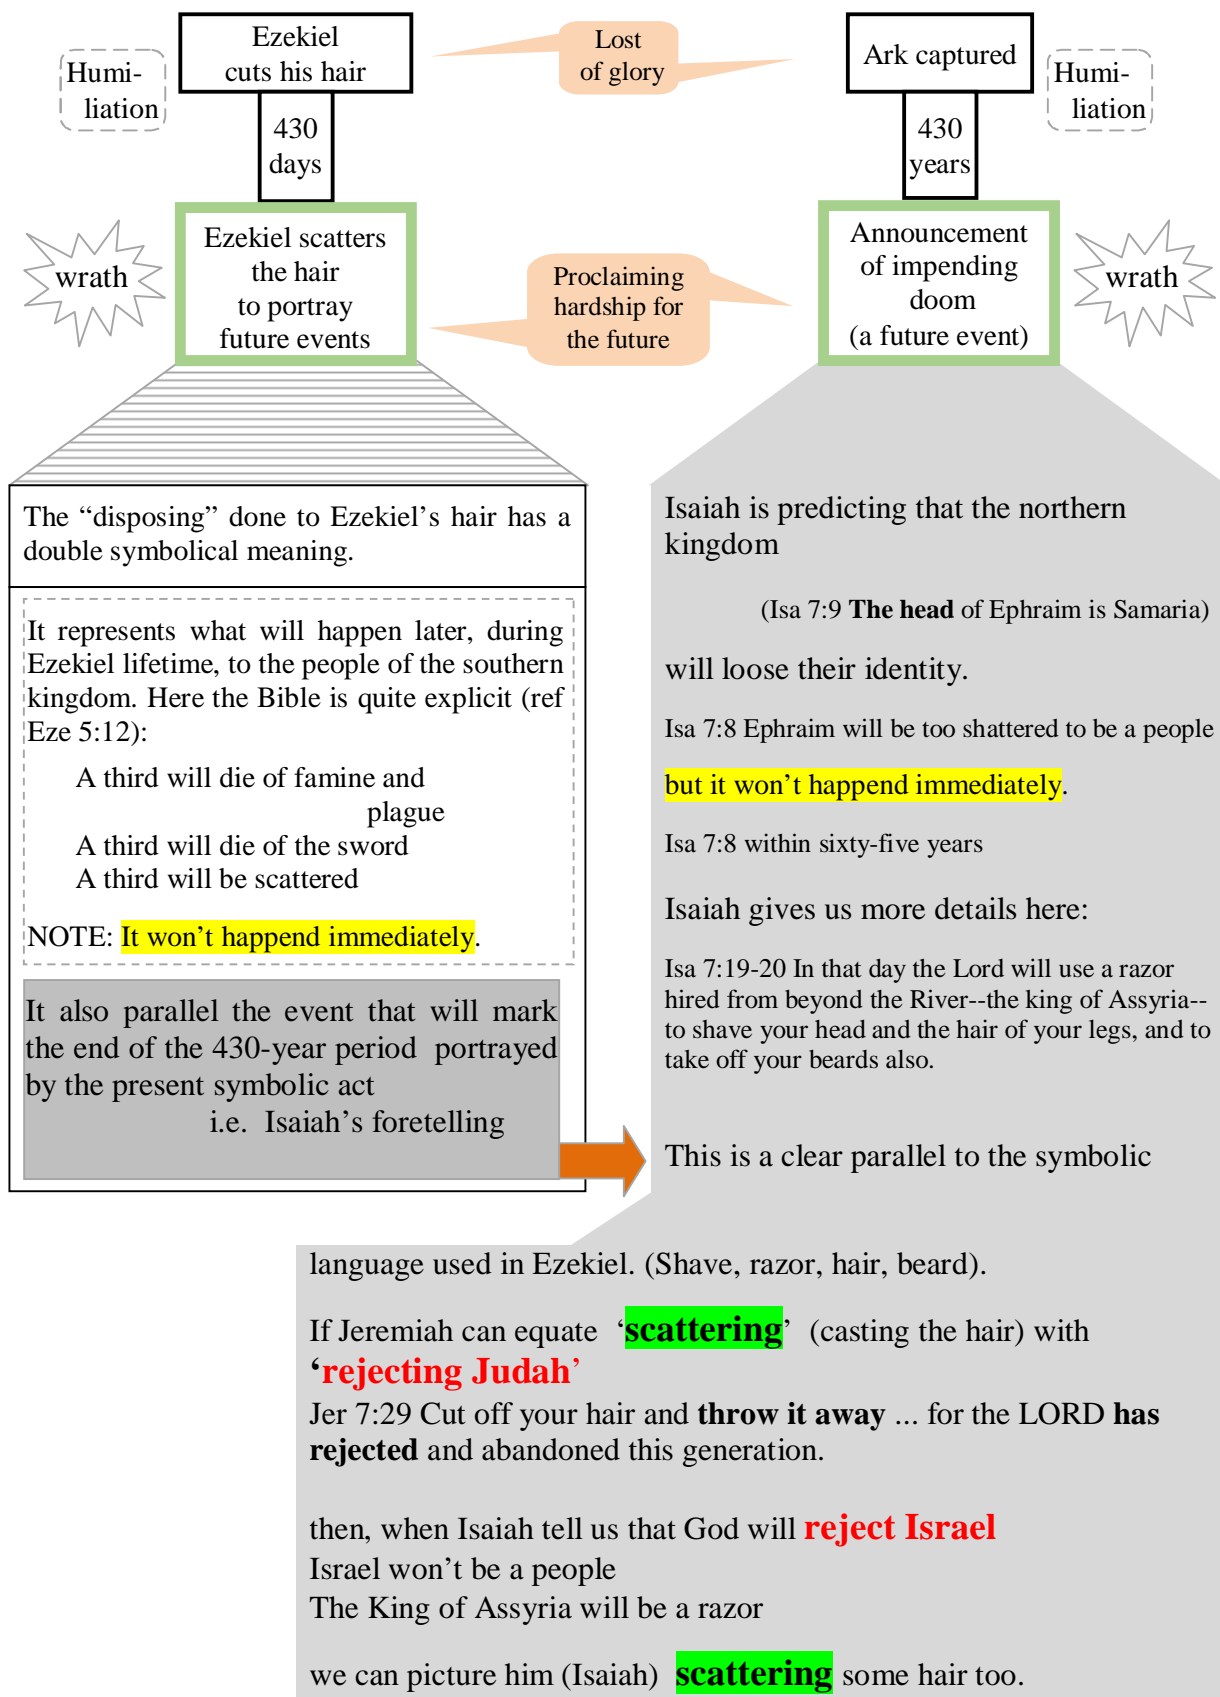 Ezekiel
cuts his hair
Lost
of glory
Ark captured
Humi-
liation
Humi-
liation
430
days
430
years
wrath
Ezekiel scatters
the hair
to portray
future events
Proclaiming
hardship for
the future
Announcement
of impending
doom
(a future event)
wrath
The “disposing” done to Ezekiel’s hair has a
double symbolical meaning.
It represents what will happen later, during
Ezekiel lifetime, to the people of the southern
kingdom. Here the Bible is quite explicit (ref
Eze 5:12):
A third will die of famine and
plague
A third will die of the sword
A third will be scattered
NOTE: It won’t happend immediately.
It also parallel the event that will mark
the end of the 430-year period portrayed
by the present symbolic act
i.e. Isaiah’s foretelling
Isaiah is predicting that the northern
kingdom
(Isa 7:9 The head of Ephraim is Samaria)
will loose their identity.
Isa 7:8 Ephraim will be too shattered to be a people
but it won’t happend immediately.
Isa 7:8 within sixty-five years
Isaiah gives us more details here:
Isa 7:19-20 In that day the Lord will use a razor
hired from beyond the River--the king of Assyria--
to shave your head and the hair of your legs, and to
take off your beards also.
This is a clear parallel to the symbolic
language used in Ezekiel. (Shave, razor, hair, beard).
If Jeremiah can equate ‘scattering’ (casting the hair) with
‘rejecting Judah’
Jer 7:29 Cut off your hair and throw it away ... for the LORD has
rejected and abandoned this generation.
then, when Isaiah tell us that God will reject Israel
Israel won’t be a people
The King of Assyria will be a razor
we can picture him (Isaiah) scattering some hair too.